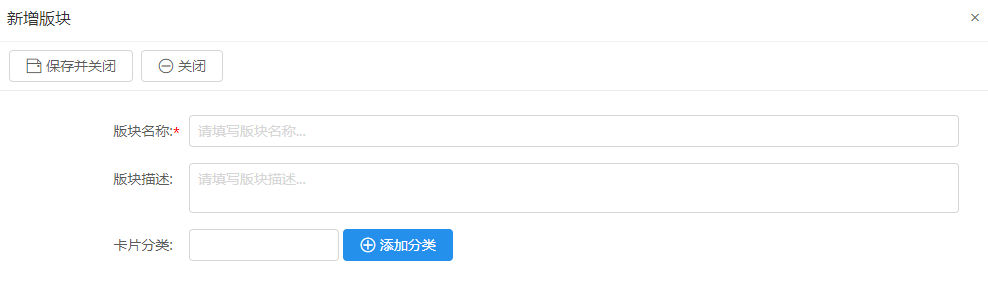 新增版块
×
保存并关闭 关闭
版块名称:* 请填写版块名称...
版块描述: 请填写版块描述...
卡片分类: 添加分类